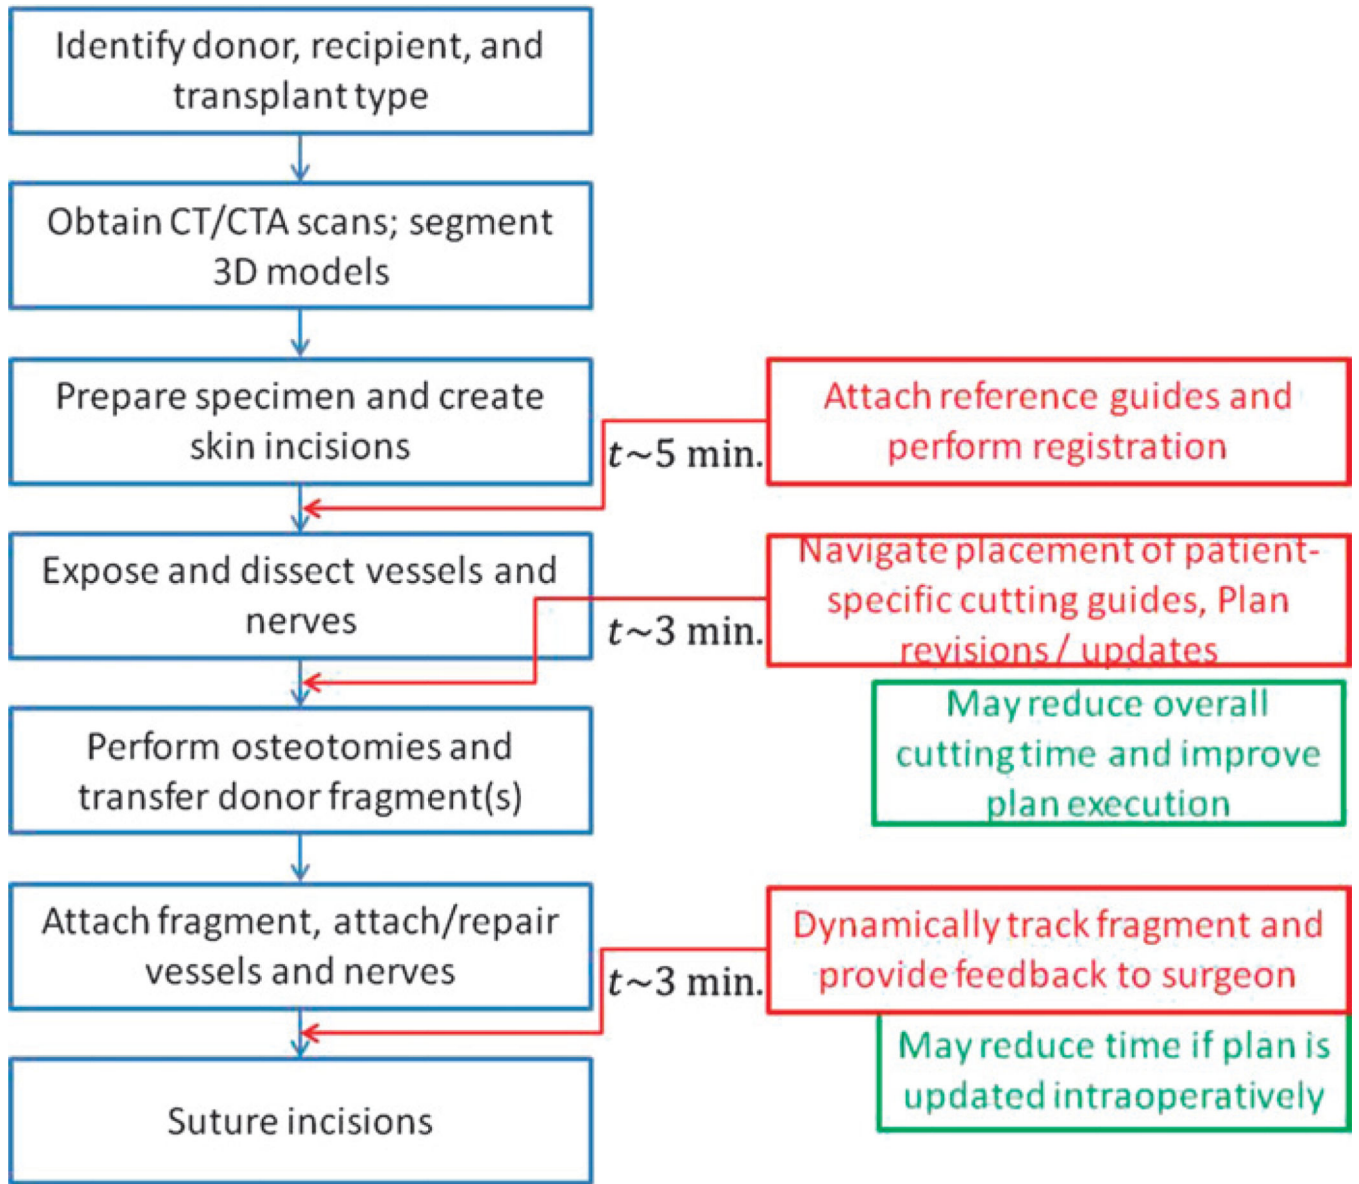 Identify donor, recipient, and
transplant type
Obtain CT/CTA scans; segment
3D models
Prepare specimen and create
skin incisions
Attach reference guides and
perform registration
t~5 min.
Expose and dissect vessels and
nerves
Navigate placement of patient-
specific cutting guides, Plan
revisions / updates
t~3 min.
Perform osteotomies and
transfer donor fragment(s)
May reduce overall
cutting time and improve
plan execution
Attach fragment, attach/repair
vessels and nerves
Dynamically track fragment and
provide feedback to surgeon
t~3 min.
May reduce time if plan is
updated intraoperatively
Suture incisions